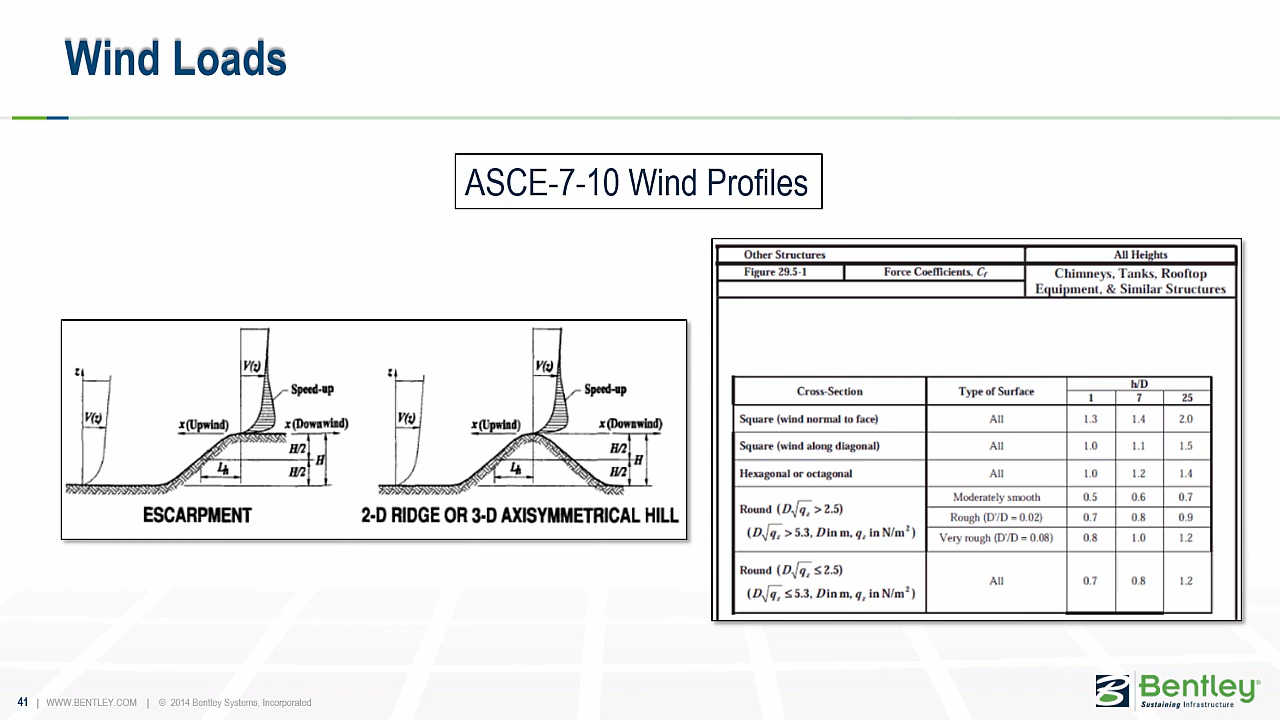 Wind Loads
ASCE-7-10 Wind Profiles
z
V(z)
V(z)
Speed-up
x(Upwind)
x(Downwind)
H/2
H
H/2
Lh
ESCARPMENT
z
V(z)
V(z)
Speed-up
x(Upwind)
x(Downwind)
H/2
H
H/2
Lh
2-D RIDGE OR 3-D AXISYMMETRICAL HILL
Other Structures All Heights
Figure 29.5-1 Force Coefficients, Cf Chimneys, Tanks, Rooftop
Equipment, & Similar Structures
Cross-Section Type of Surface h/D
1 7 25
Square (wind normal to face) All 1.3 1.4 2.0
Square (wind along diagonal) All 1.0 1.1 1.5
Hexagonal or octagonal All 1.0 1.2 1.4
Round (D√qz > 2.5)
(D√qz > 5.3, D in m, qz in N/m²)
Moderately smooth 0.5 0.6 0.7
Rough (D'/D = 0.02) 0.7 0.8 0.9
Very rough (D'/D = 0.08) 0.8 1.0 1.2
Round (D√qz ≤ 2.5)
(D√qz ≤ 5.3, D in m, qz in N/m²)
All 0.7 0.8 1.2
41 | WWW.BENTLEY.COM | © 2014 Bentley Systems, Incorporated
Bentley®
Sustaining Infrastructure